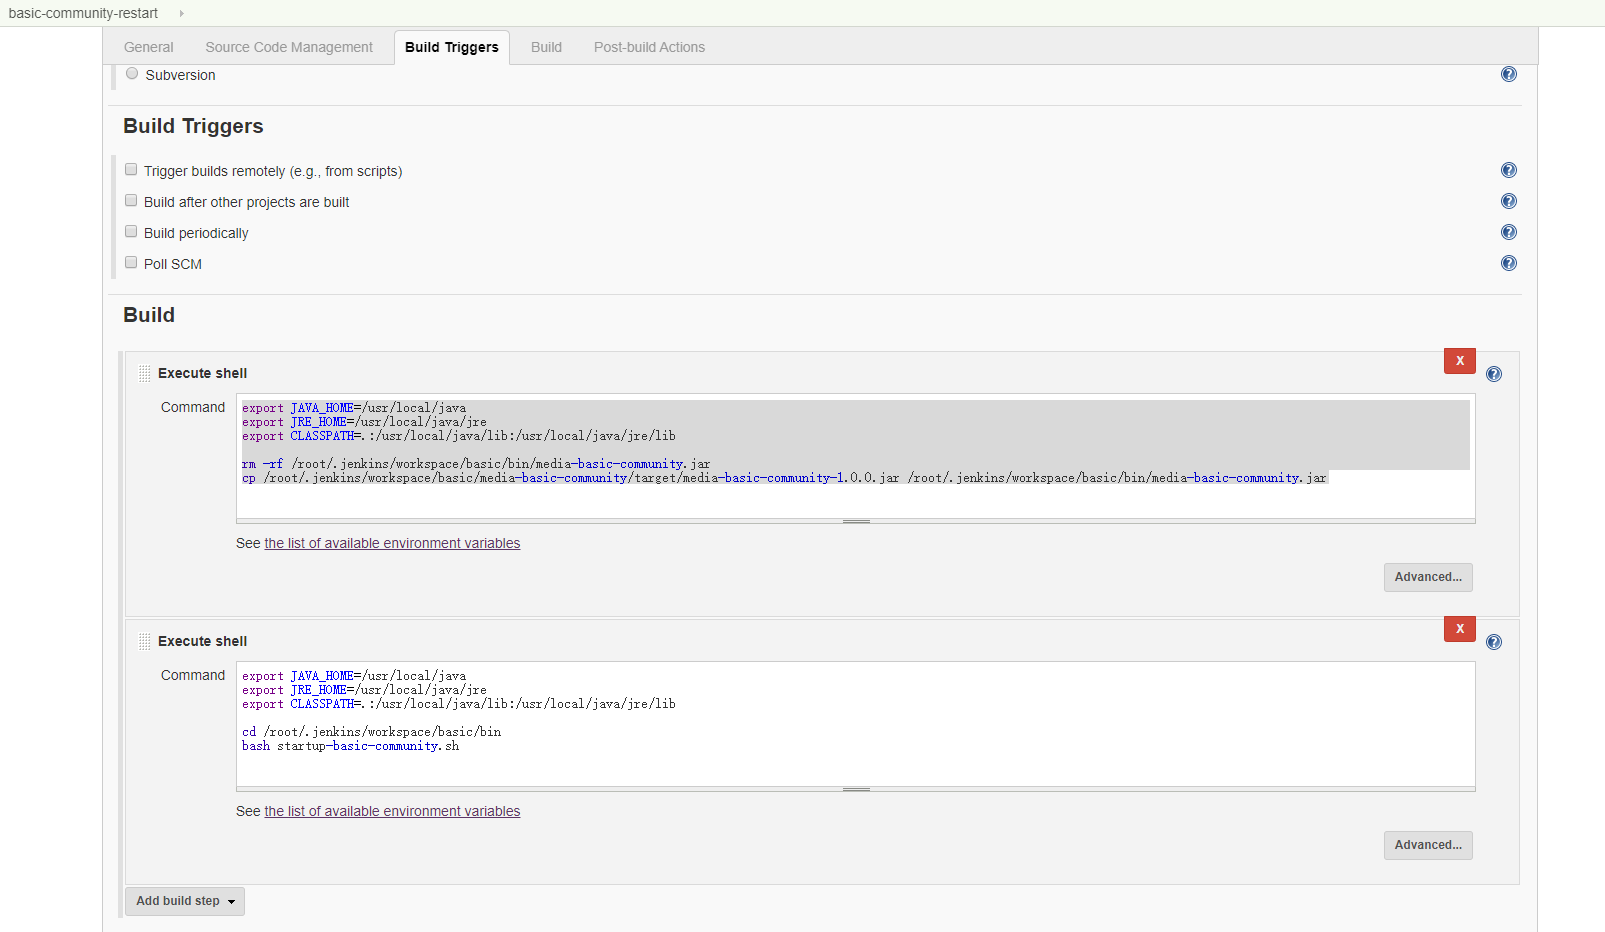 basic-community-restart
General Source Code Management Build Triggers Build Post-build Actions
Subversion
Build Triggers
Trigger builds remotely (e.g., from scripts)
Build after other projects are built
Build periodically
Poll SCM
Build
X
Execute shell
Command
export JAVA_HOME=/usr/local/java
export JRE_HOME=/usr/local/java/jre
export CLASSPATH=.:/usr/local/java/lib:/usr/local/java/jre/lib
rm -rf /root/.jenkins/workspace/basic/bin/media-basic-community.jar
cp /root/.jenkins/workspace/basic/media-basic-community/target/media-basic-community-1.0.0.jar /root/.jenkins/workspace/basic/bin/media-basic-community.jar
See the list of available environment variables
Advanced...
X
Execute shell
Command
export JAVA_HOME=/usr/local/java
export JRE_HOME=/usr/local/java/jre
export CLASSPATH=.:/usr/local/java/lib:/usr/local/java/jre/lib
cd /root/.jenkins/workspace/basic/bin
bash startup-basic-community.sh
See the list of available environment variables
Advanced...
Add build step